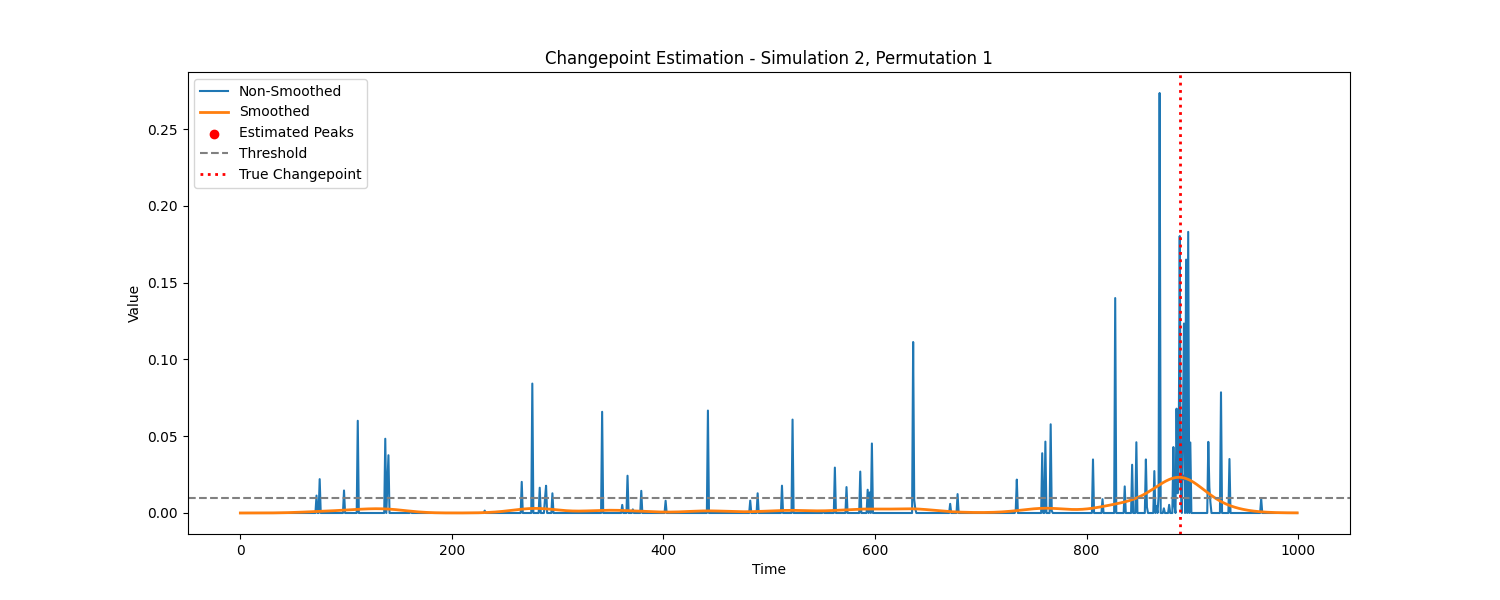 Changepoint Estimation - Simulation 2, Permutation 1
Non-Smoothed
Smoothed
Estimated Peaks
Threshold
True Changepoint
Value
0.25
0.20
0.15
0.10
0.05
0.00
0 200 400 600 800 1000
Time